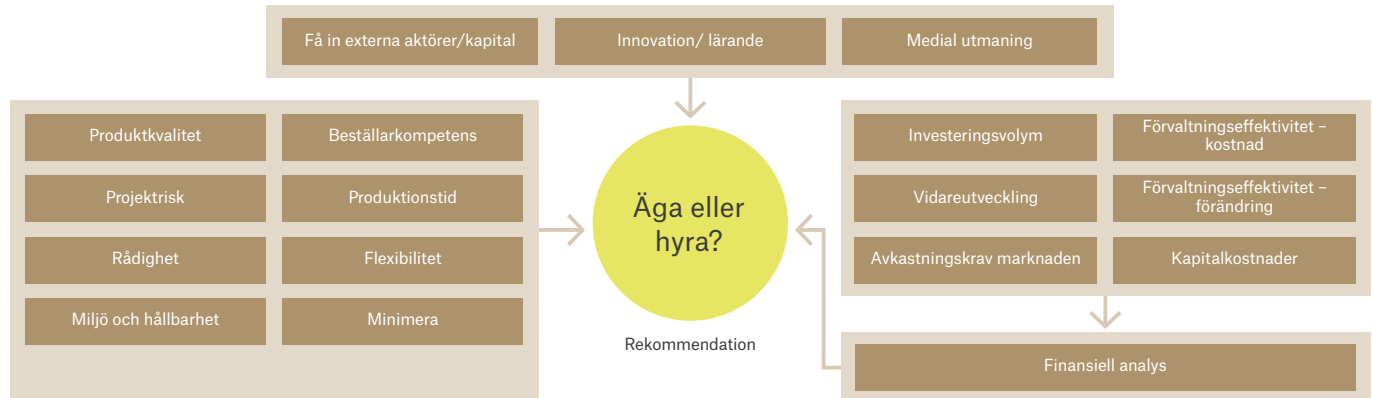 Få in externa aktörer/kapital
Innovation/ lärande
Medial utmaning
Produktkvalitet
Beställarkompetens
Projektrisk
Produktionstid
Rådighet
Flexibilitet
Miljö och hållbarhet
Minimera
Äga eller
hyra?
Rekommendation
Investeringsvolym
Förvaltningseffektivitet –
kostnad
Vidareutveckling
Förvaltningseffektivitet –
förändring
Avkastningskrav marknaden
Kapitalkostnader
Finansiell analys